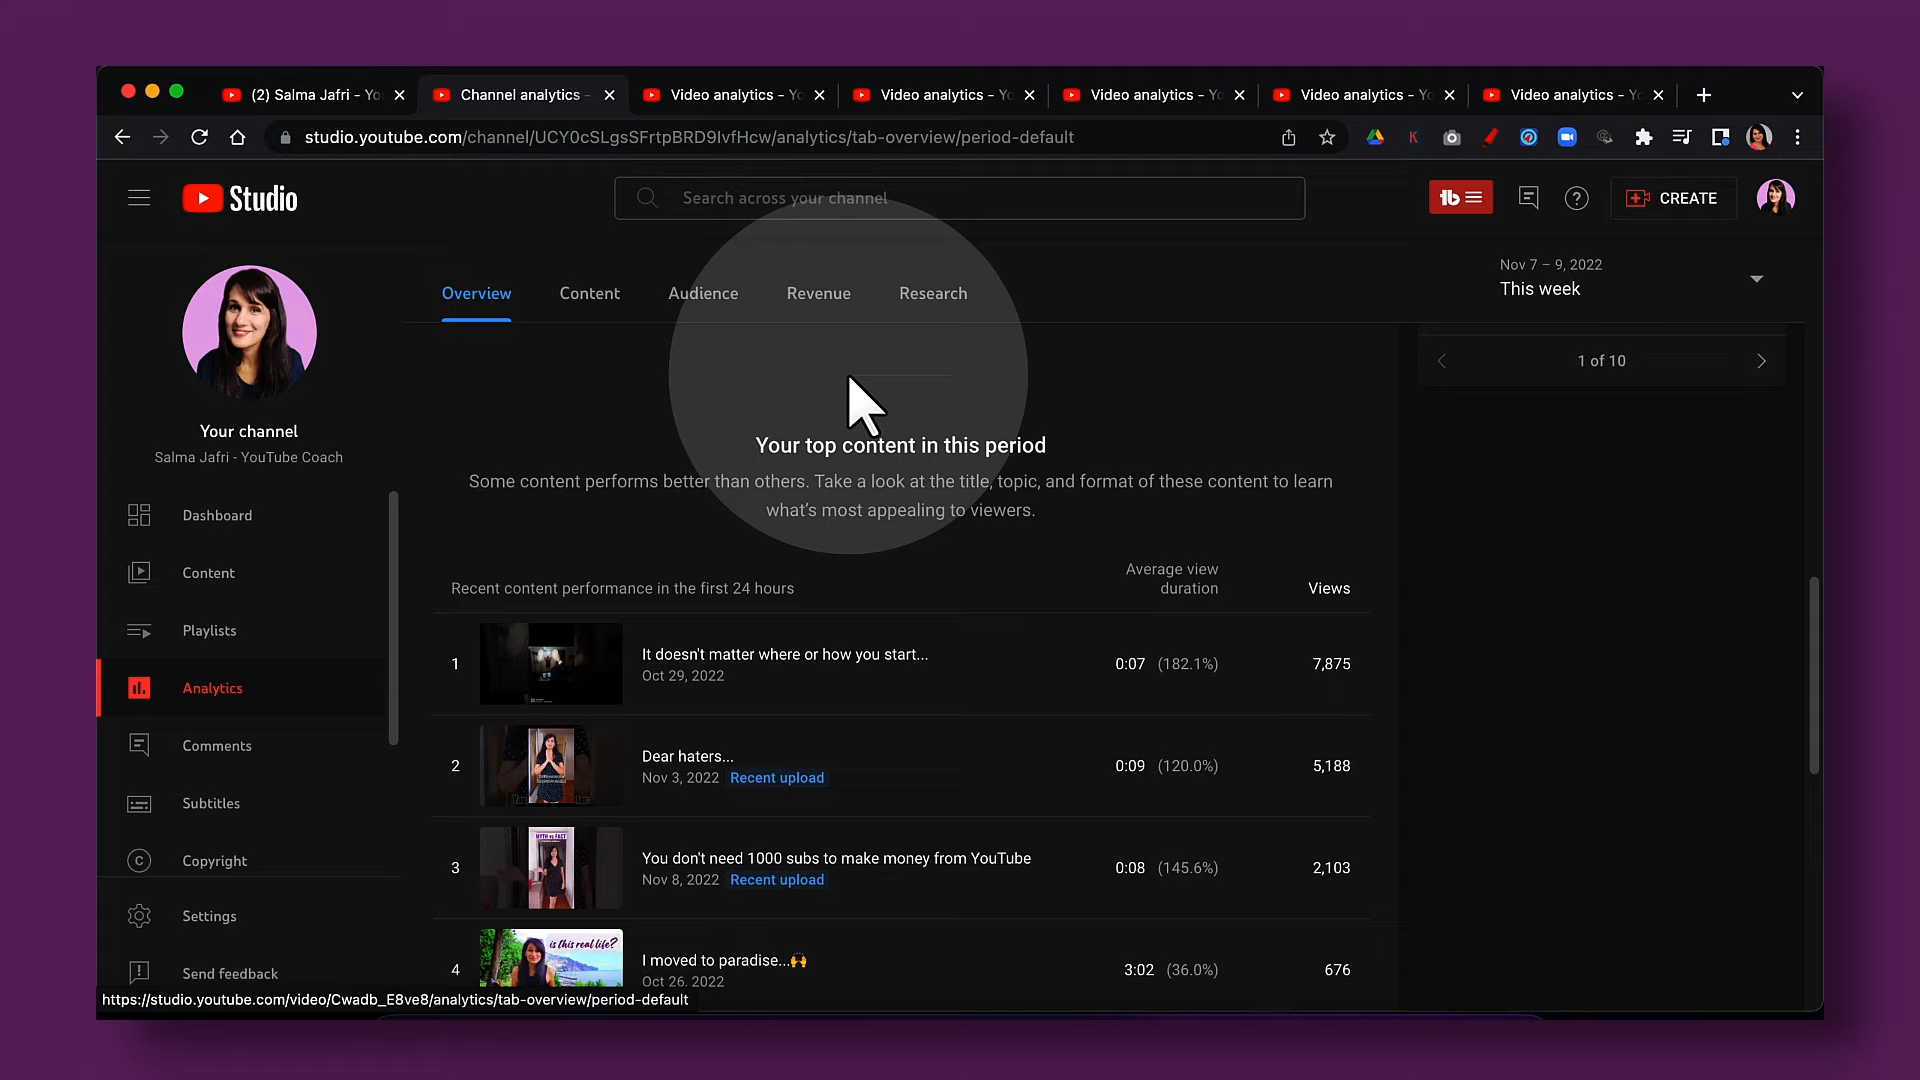 (2) Salma Jafri - Yo
Channel analytics -
Video analytics - Yo
Video analytics - Yo
Video analytics - Yo
Video analytics - Yo
Video analytics - Yo
studio.youtube.com/channel/UCY0cSLgsSFrtpBRD9IvfHcw/analytics/tab-overview/period-default
K
Studio
Search across your channel
tb
CREATE
Your channel
Salma Jafri - YouTube Coach
Dashboard
Content
Playlists
Analytics
Comments
Subtitles
Copyright
Settings
Send feedback
Overview
Content
Audience
Revenue
Research
Nov 7 – 9, 2022
This week
1 of 10
Your top content in this period
Some content performs better than others. Take a look at the title, topic, and format of these content to learn
what's most appealing to viewers.
Recent content performance in the first 24 hours
Average view
duration
Views
1
It doesn't matter where or how you start...
Oct 29, 2022
0:07 (182.1%)
7,875
2
Dear haters...
Nov 3, 2022 Recent upload
0:09 (120.0%)
5,188
3
MYTH vs FACT
You don't need 1000 subs to make money from YouTube
Nov 8, 2022 Recent upload
0:08 (145.6%)
2,103
4
is this real life?
I moved to paradise...🙌
Oct 26, 2022
3:02 (36.0%)
676
https://studio.youtube.com/video/Cwadb_E8ve8/analytics/tab-overview/period-default